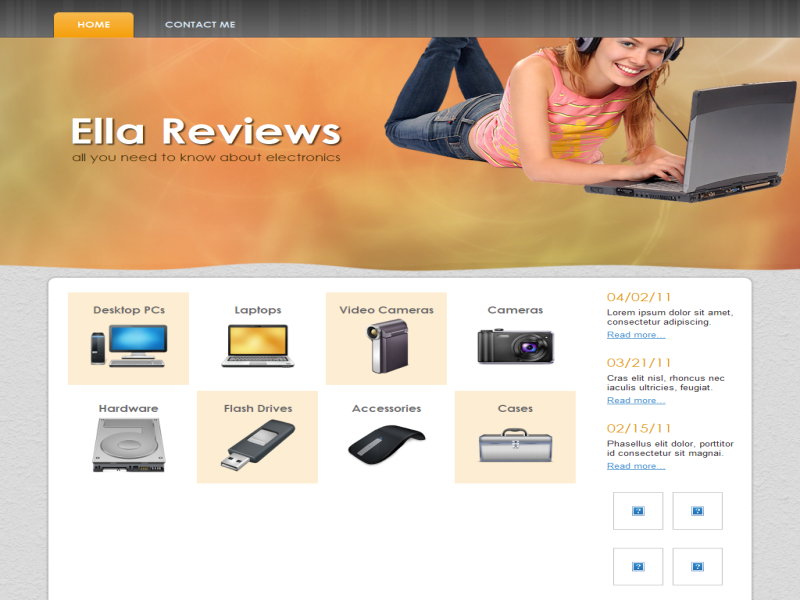 HOME
CONTACT ME
Ella Reviews
all you need to know about electronics
Desktop PCs
Laptops
Video Cameras
Cameras
Hardware
Flash Drives
Accessories
Cases
04/02/11
Lorem ipsum dolor sit amet,
consectetur adipiscing.
Read more...
03/21/11
Cras elit nisl, rhoncus nec
iaculis ultricies, feugiat.
Read more...
02/15/11
Phasellus elit dolor, porttitor
id consectetur sit magnai.
Read more...